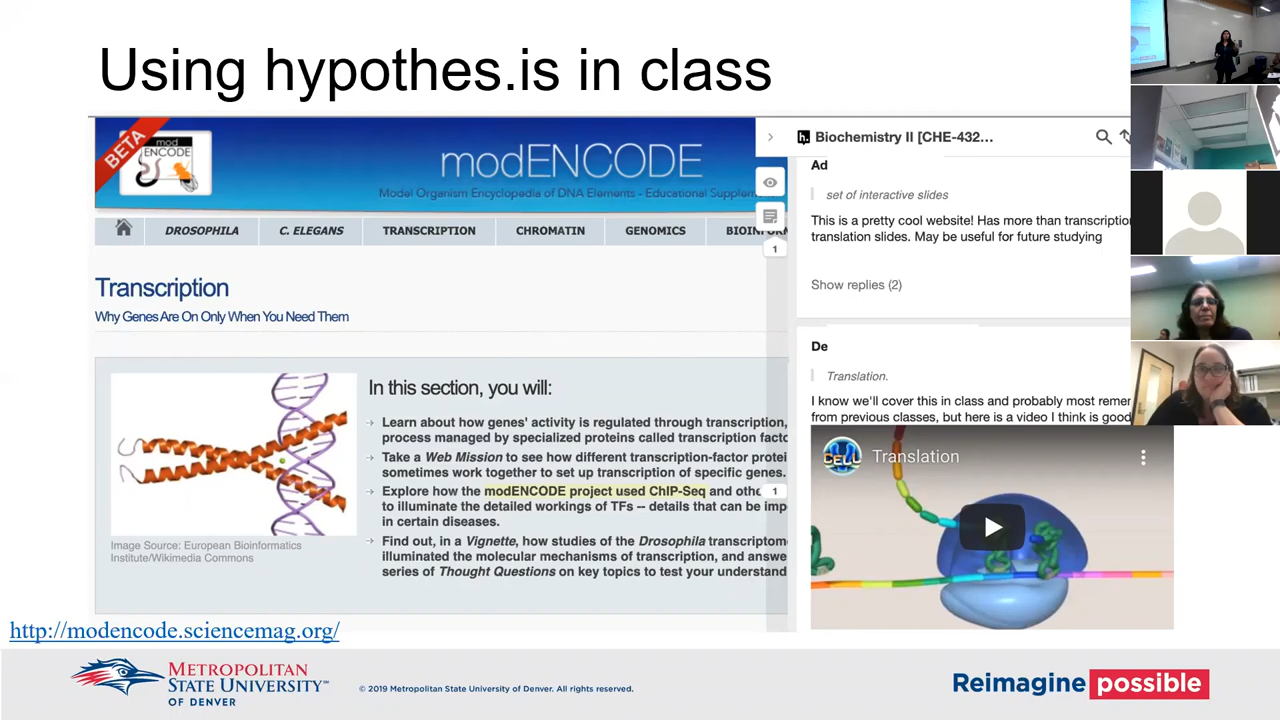 Using hypothes.is in class
BETA
mod
ENCODE
modENCODE
Model Organism Encyclopedia of DNA Elements - Educational Supplem
DROSOPHILA
C. ELEGANS
TRANSCRIPTION
CHROMATIN
GENOMICS
BIOINFORM
Transcription
Why Genes Are On Only When You Need Them
In this section, you will:
Learn about how genes' activity is regulated through transcription,
process managed by specialized proteins called transcription facto
Take a Web Mission to see how different transcription-factor protei
sometimes work together to set up transcription of specific genes.
Explore how the modENCODE project used ChIP-Seq and othe
to illuminate the detailed workings of TFs -- details that can be imp
in certain diseases.
Find out, in a Vignette, how studies of the Drosophila transcriptome
illuminated the molecular mechanisms of transcription, and answe
series of Thought Questions on key topics to test your understand
Image Source: European Bioinformatics
Institute/Wikimedia Commons
1
1
h.
Biochemistry II [CHE-432...
Ad
set of interactive slides
This is a pretty cool website! Has more than transcription
translation slides. May be useful for future studying
Show replies (2)
De
Translation.
I know we'll cover this in class and probably most remem
from previous classes, but here is a video I think is good
CELL
Translation
http://modencode.sciencemag.org/
METROPOLITAN
STATE UNIVERSITY™
OF DENVER
© 2019 Metropolitan State University of Denver. All rights reserved.
Reimagine possible